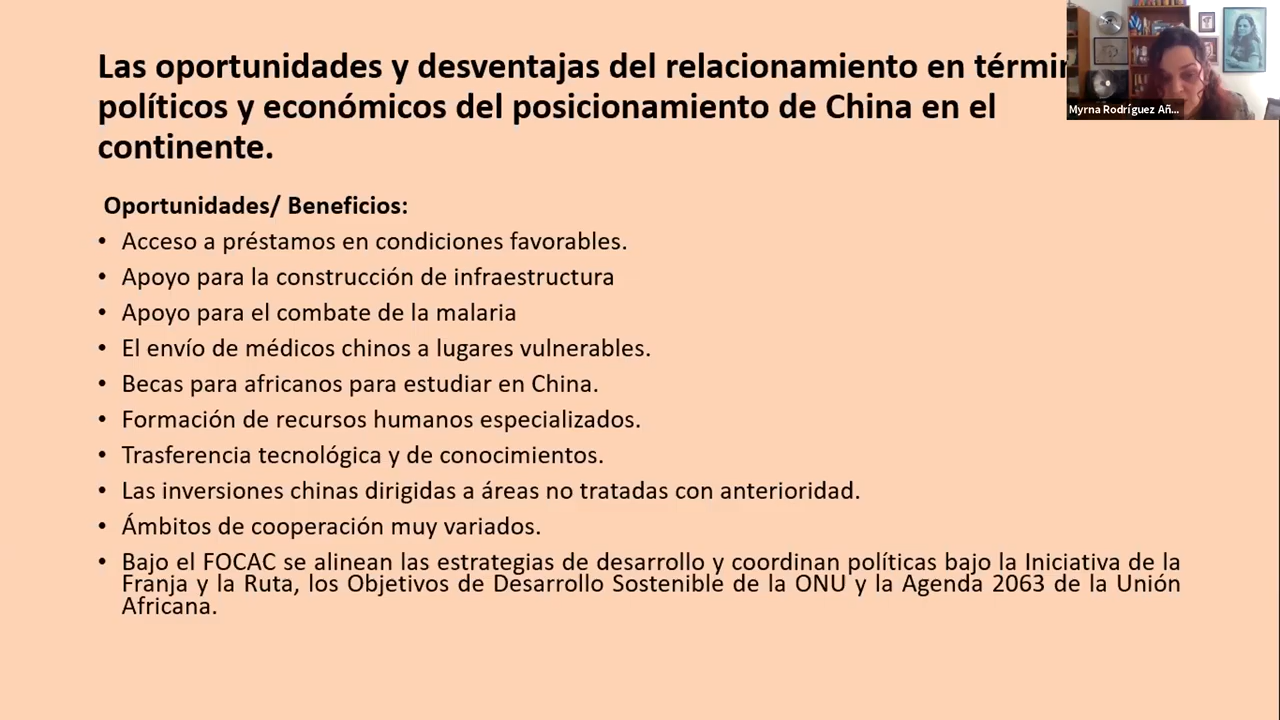 Las oportunidades y desventajas del relacionamiento en términ
políticos y económicos del posicionamiento de China en el
continente.
Myrna Rodríguez Añ...
Oportunidades/ Beneficios:
• Acceso a préstamos en condiciones favorables.
• Apoyo para la construcción de infraestructura
• Apoyo para el combate de la malaria
• El envío de médicos chinos a lugares vulnerables.
• Becas para africanos para estudiar en China.
• Formación de recursos humanos especializados.
• Trasferencia tecnológica y de conocimientos.
• Las inversiones chinas dirigidas a áreas no tratadas con anterioridad.
• Ámbitos de cooperación muy variados.
• Bajo el FOCAC se alinean las estrategias de desarrollo y coordinan políticas bajo la Iniciativa de la
Franja y la Ruta, los Objetivos de Desarrollo Sostenible de la ONU y la Agenda 2063 de la Unión
Africana.